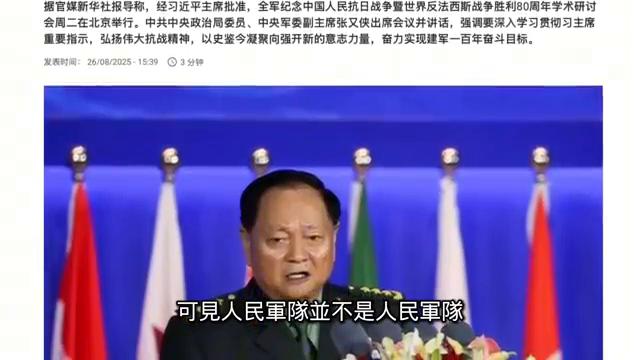 据官媒新华社报导称，经习近平主席批准，全军纪念中国人民抗日战争暨世界反法西斯战争胜利80周年学术研讨
会周二在北京举行。中共中央政治局委员、中央军委副主席张又侠出席会议并讲话，强调要深入学习贯彻习主席
重要指示，弘扬伟大抗战精神，以史鉴今凝聚向强开新的意志力量，奋力实现建军一百年奋斗目标。
发表时间： 26/08/2025 - 15:39 3 分钟
可見人民軍隊並不是人民軍隊